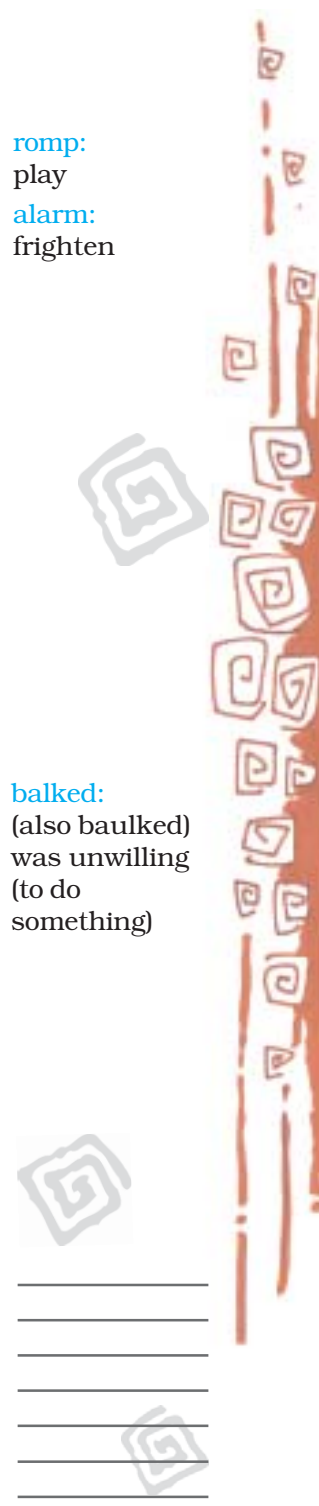 romp:
play
alarm:
frighten
balked:
(also baulked)
was unwilling
(to do
something)